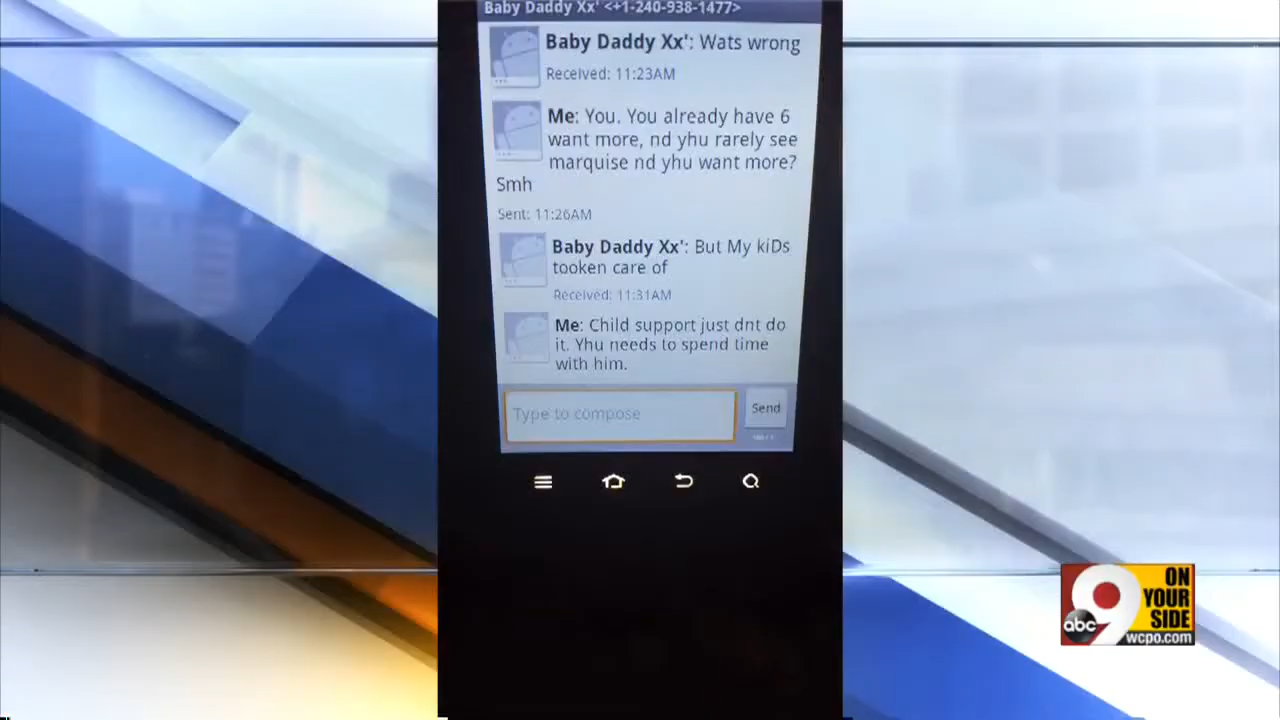 Baby Daddy Xx' <+1-240-938-1477>
Baby Daddy Xx': Wats wrong
Received: 11:23AM
Me: You. You already have 6
want more, nd yhu rarely see
marquise nd yhu want more?
Smh
Sent: 11:26AM
Baby Daddy Xx': But My kiDs
tooken care of
Received: 11:31AM
Me: Child support just dnt do
it. Yhu needs to spend time
with him.
Type to compose
Send
abc 9 ON
YOUR
SIDE
wcpo.com